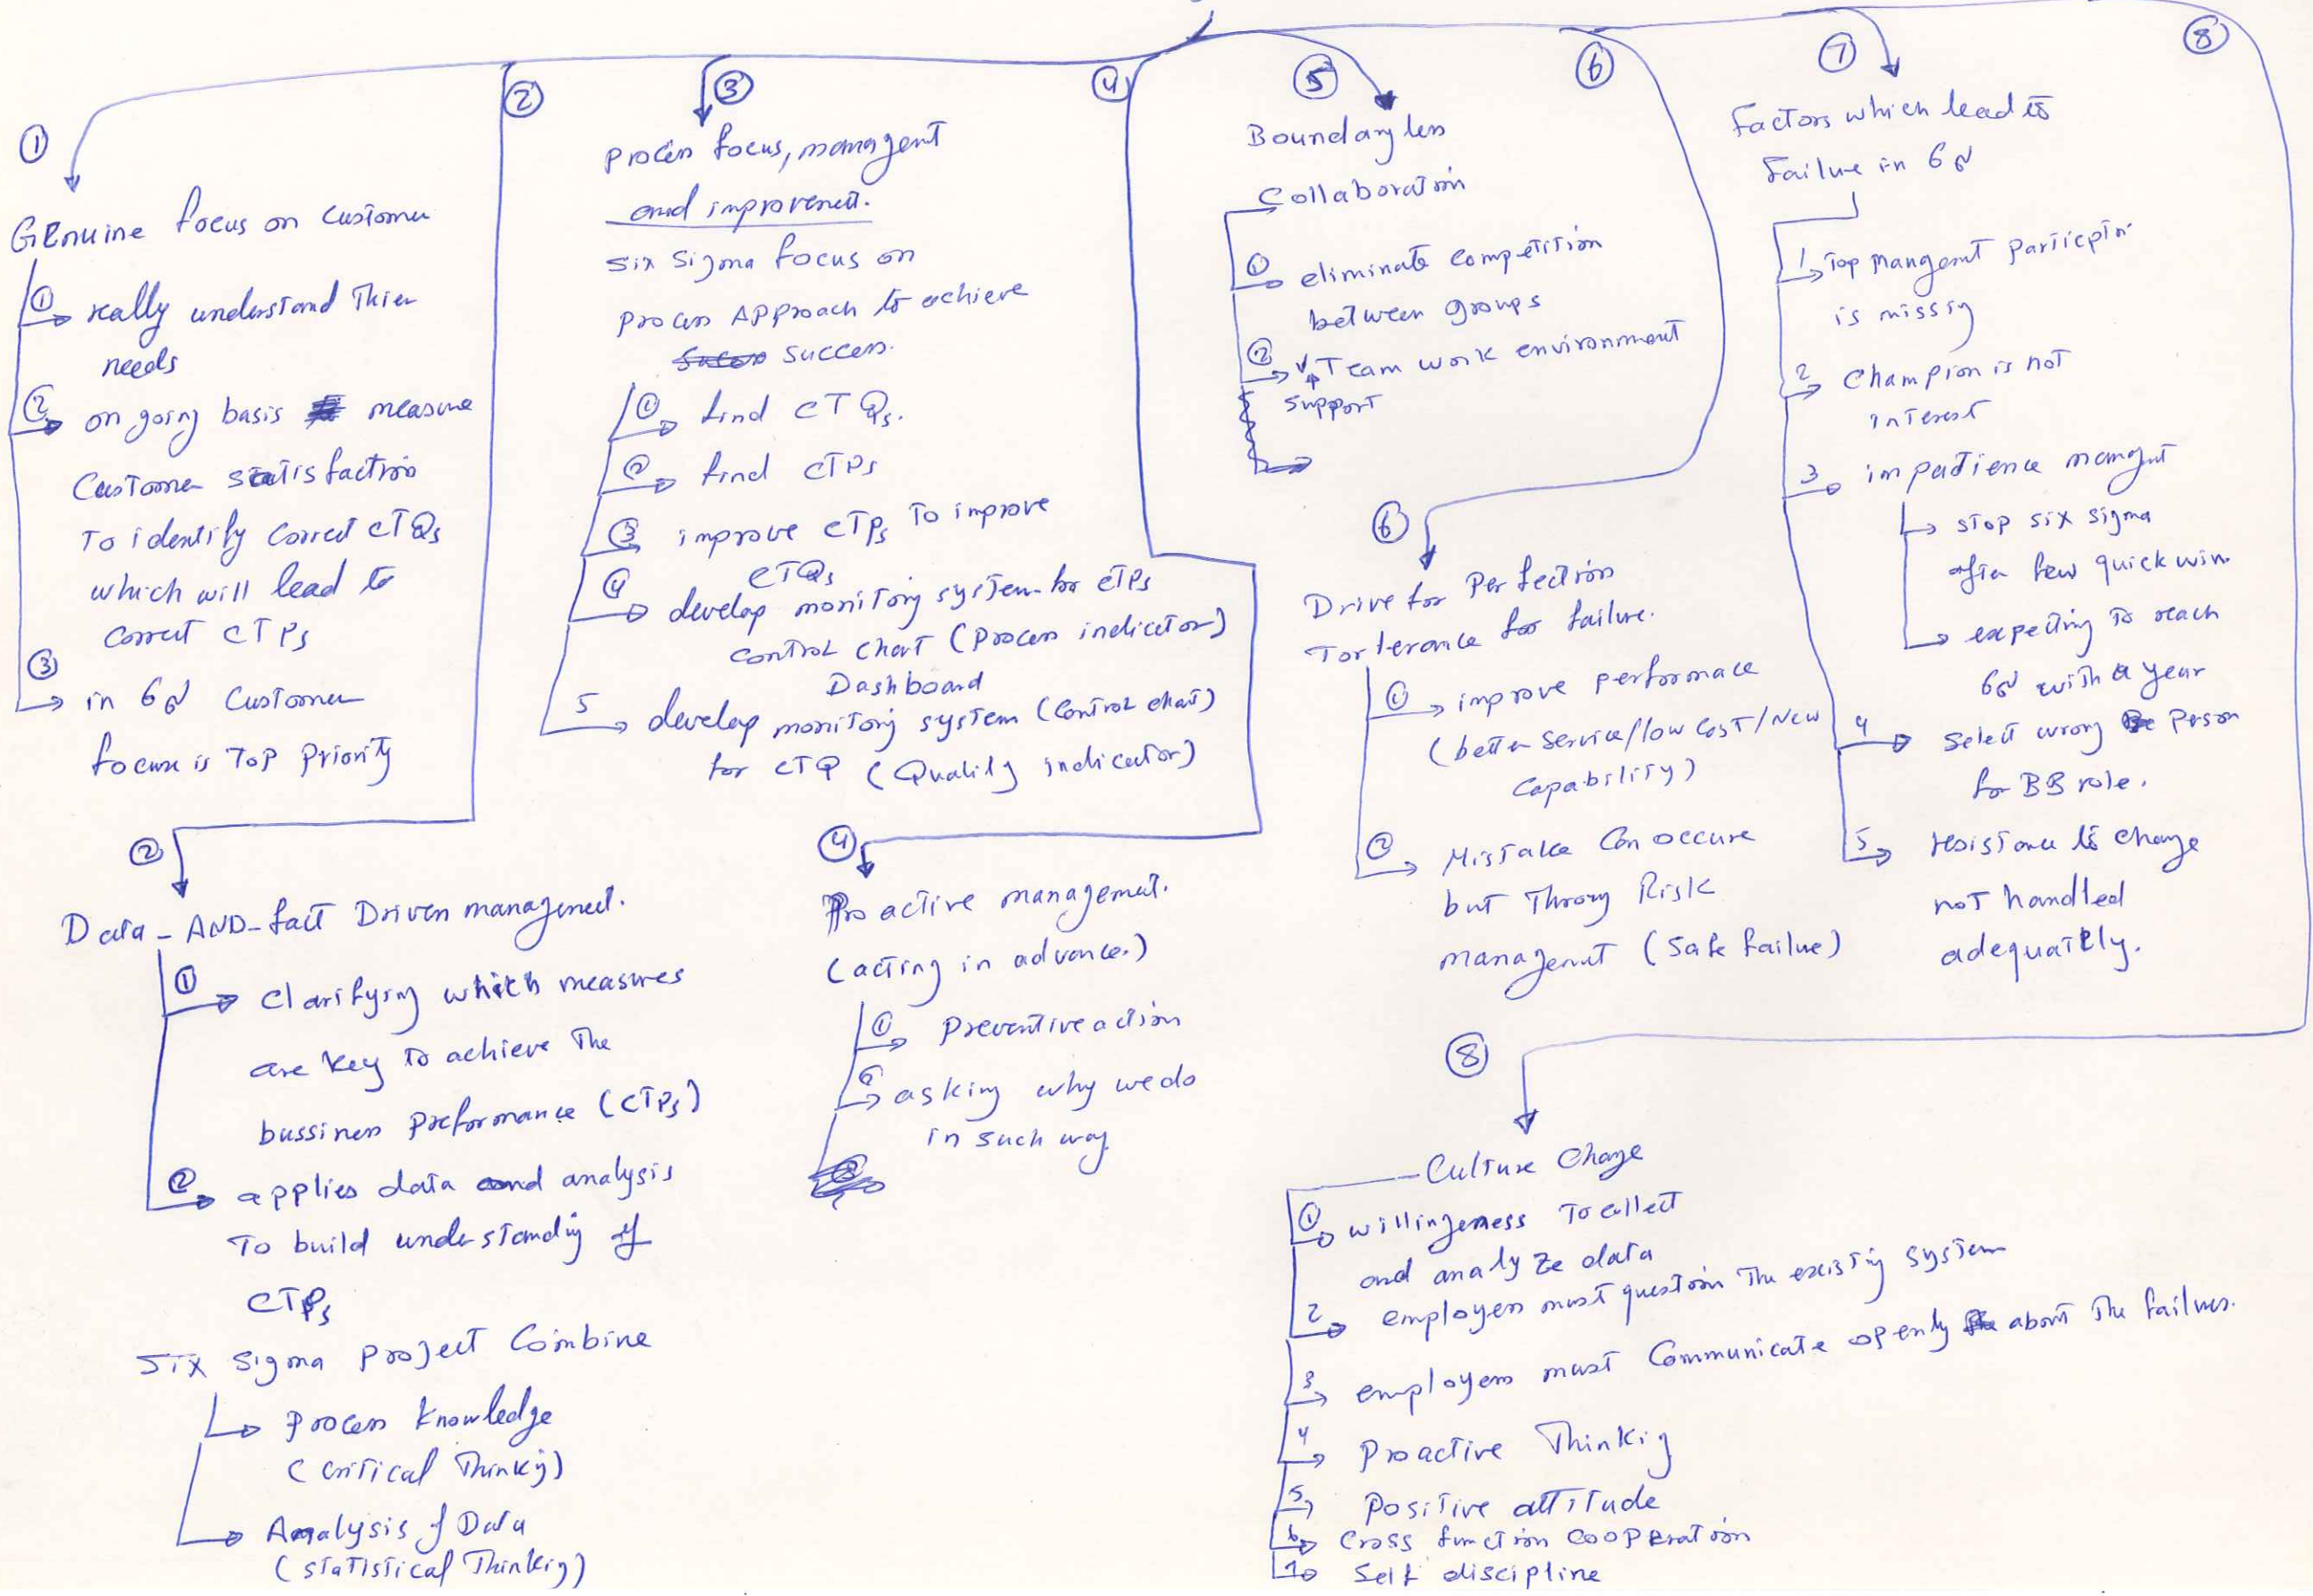 ①
Genuine focus on customer
① really understand Thier
needs
② on going basis measure
Customer satisfaction
To identify correct CTQs
which will lead to
correct CTPs
③ in 6σ Customer
focus is Top Priority
②
②
Data-AND-fact Driven management.
① Clarifying which measures
are key to achieve The
bussiness Preformance (CTPs)
② applies data and analysis
To build understanding of
CTPs
Six Sigma project Combine
Process knowledge
(critical Thinking)
Analysis of Data
(statistical Thinking)
③
process focus, managent
and improvement.
six sigma focus on
process Approach to achieve
success.
① find CTQs.
② find CTPs
③ improve CTPs To improve
CTQs
④ develop monitoring system for CTPs
control chart (process indicator)
Dashboard
5 develop monitoring system (control chart)
for CTQ (Quality indicator)
④
④
Pro active management.
(acting in advance.)
① preventive action
② asking why we do
in such way
⑤
Boundary less
Collaboration
① eliminate competition
between groups
② Team work environment
support
⑥
⑥
Drive for Perfection
Torlerance for failure.
① improve performace
(better service/low cost/New
Capability)
② Mistake Can occure
but Throug Risk
management (Safe failure)
⑦
Factors which lead to
failure in 6σ
1 Top Mangemt particiption
is missing
2 Champion is not
interest
3 impatience managmt
stop six sigma
after few quick win
expecting to reach
6σ with a year
4 Select wrong Person
for BB role.
5 resistance to change
not handled
adequaitely.
⑧
⑧
Culture Change
① willingeness To collect
and analyze data
2 employees must question The existing system
3 employees must Communicate openly about The failures.
4 Proactive Thinking
5 Positive attitude
6 Cross function cooperation
7 Self discipline